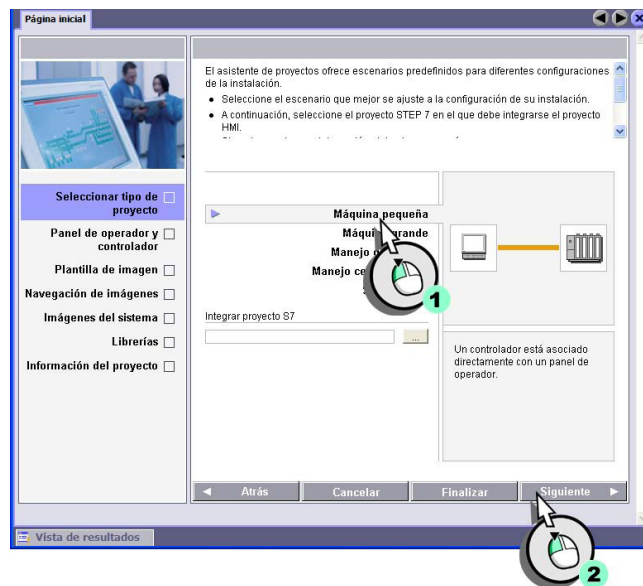 Página inicial
El asistente de proyectos ofrece escenarios predefinidos para diferentes configuraciones
de la instalación.
• Seleccione el escenario que mejor se ajuste a la configuración de su instalación.
• A continuación, seleccione el proyecto STEP 7 en el que debe integrarse el proyecto
HMI.
Seleccionar tipo de
proyecto
Panel de operador y
controlador
Plantilla de imagen
Navegación de imágenes
Imágenes del sistema
Librerías
Información del proyecto
Máquina pequeña
Manejo
Manejo
1
Integrar proyecto S7
...
Un controlador está asociado
directamente con un panel de
operador.
Atrás
Cancelar
Finalizar
Siguiente
Vista de resultados
2